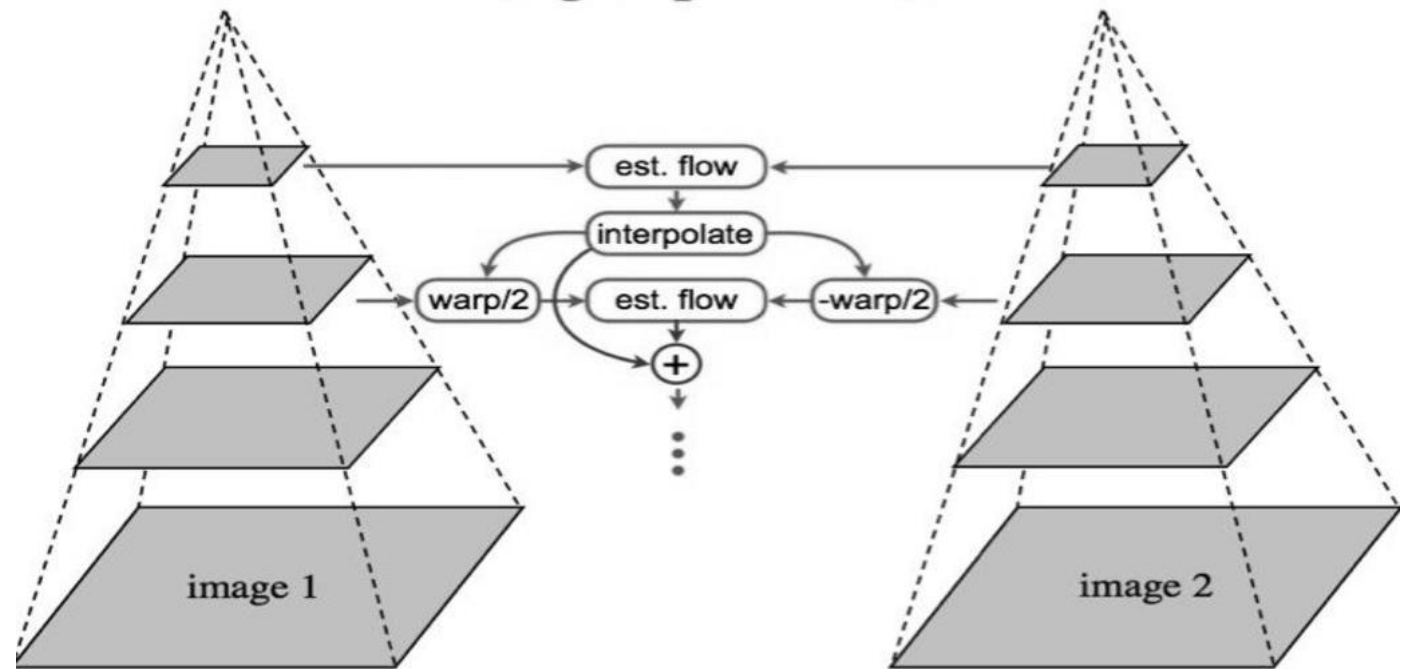 est. flow
interpolate
warp/2 est. flow -warp/2
+
image 1 image 2